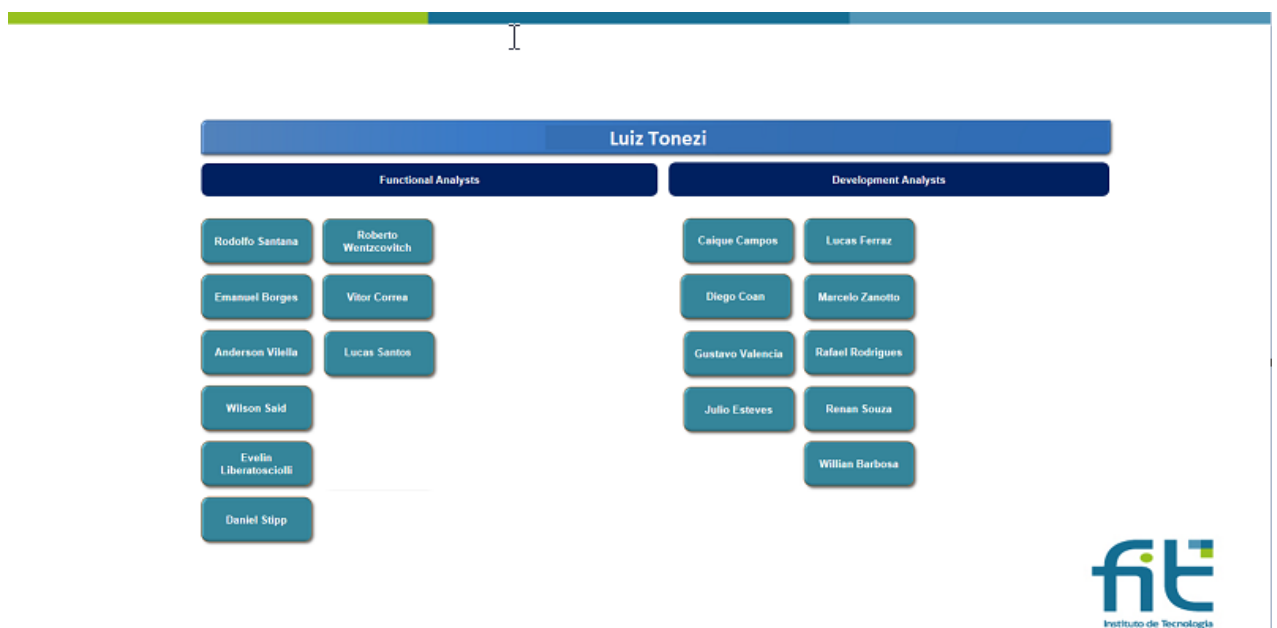 Luiz Tonezi
Functional Analysts
Development Analysts
Rodolfo Santana
Roberto
Wentzcovitch
Caique Campos
Lucas Ferraz
Emanuel Borges
Vitor Correa
Diego Coan
Marcelo Zanotto
Anderson Vilella
Lucas Santos
Gustavo Valencia
Rafael Rodrigues
Wilson Said
Julio Esteves
Renan Souza
Evelin
Liberatosciolli
Willian Barbosa
Daniel Stipp
fit
Instituto de Tecnologia